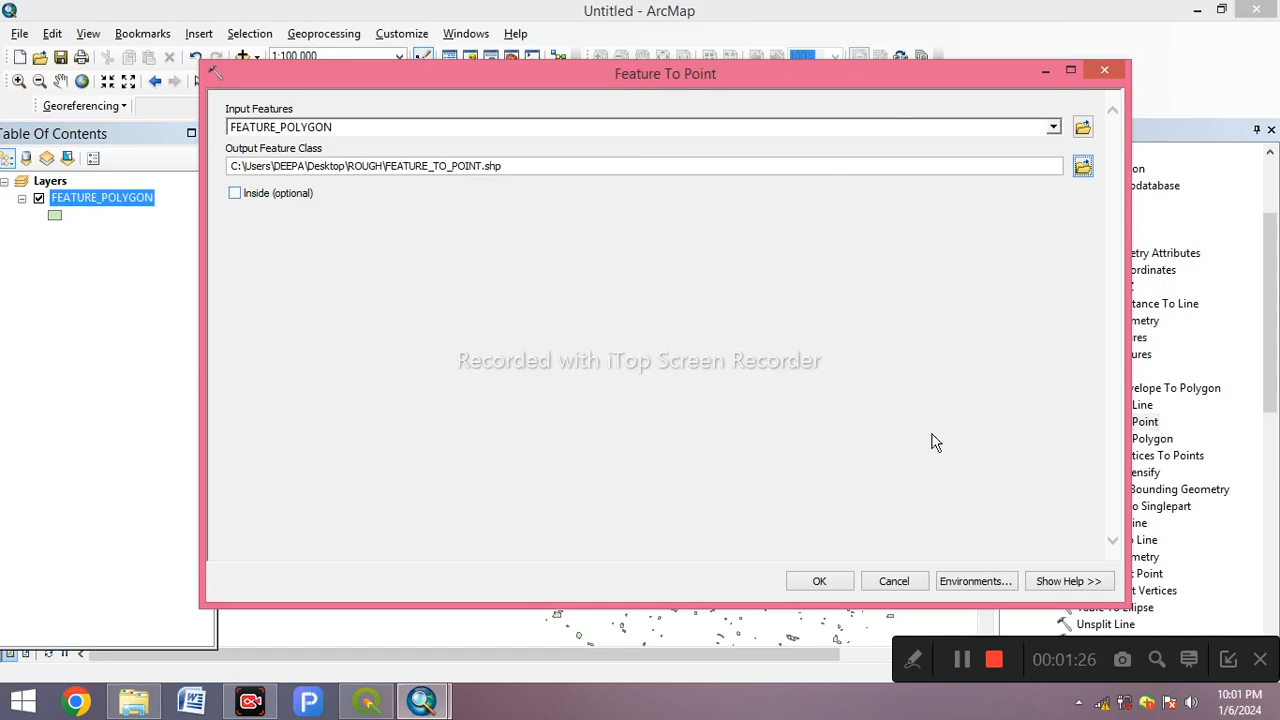 Untitled - ArcMap
File Edit View Bookmarks Insert Selection Geoprocessing Customize Windows Help
1:100,000
Georeferencing
Table Of Contents
Layers
FEATURE_POLYGON
Feature To Point
Input Features
FEATURE_POLYGON
Output Feature Class
C:\Users\DEEPA\Desktop\ROUGH\FEATURE_TO_POINT.shp
Inside (optional)
Recorded with iTop Screen Recorder
OK Cancel Environments... Show Help >>
on
odatabase
etry Attributes
ordinates
Z
tance To Line
metry
ures
ures
velope To Polygon
Line
Point
Polygon
tices To Points
ensify
Bounding Geometry
o Singlepart
ine
o Line
metry
t Point
Vertices
Table To Ellipse
Unsplit Line
00:01:26
P
10:01 PM
1/6/2024